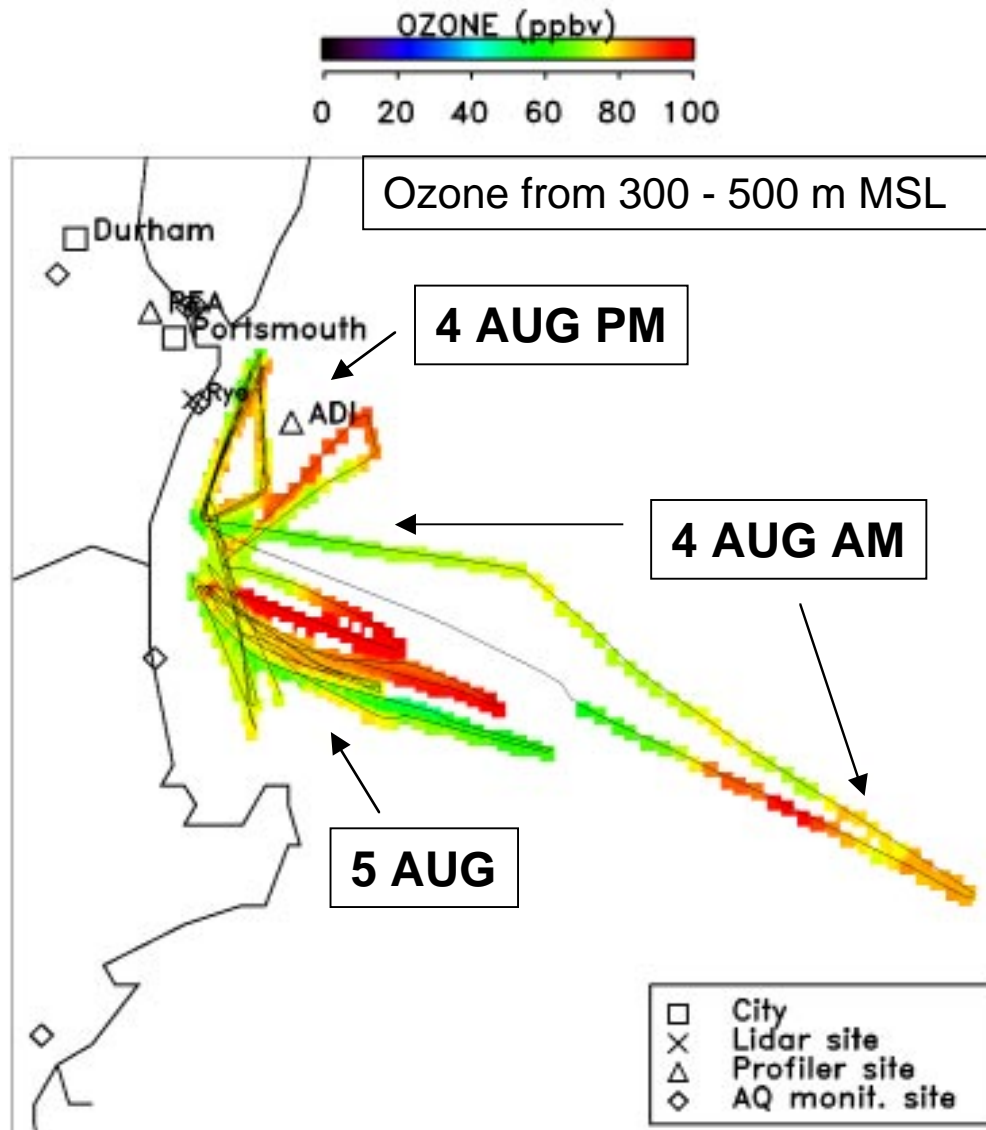 OZONE (ppbv)
0 20 40 60 80 100
Ozone from 300 - 500 m MSL
Durham
PEA
Portsmouth
4 AUG PM
Rye
ADI
4 AUG AM
5 AUG
City
Lidar site
Profiler site
AQ monit. site